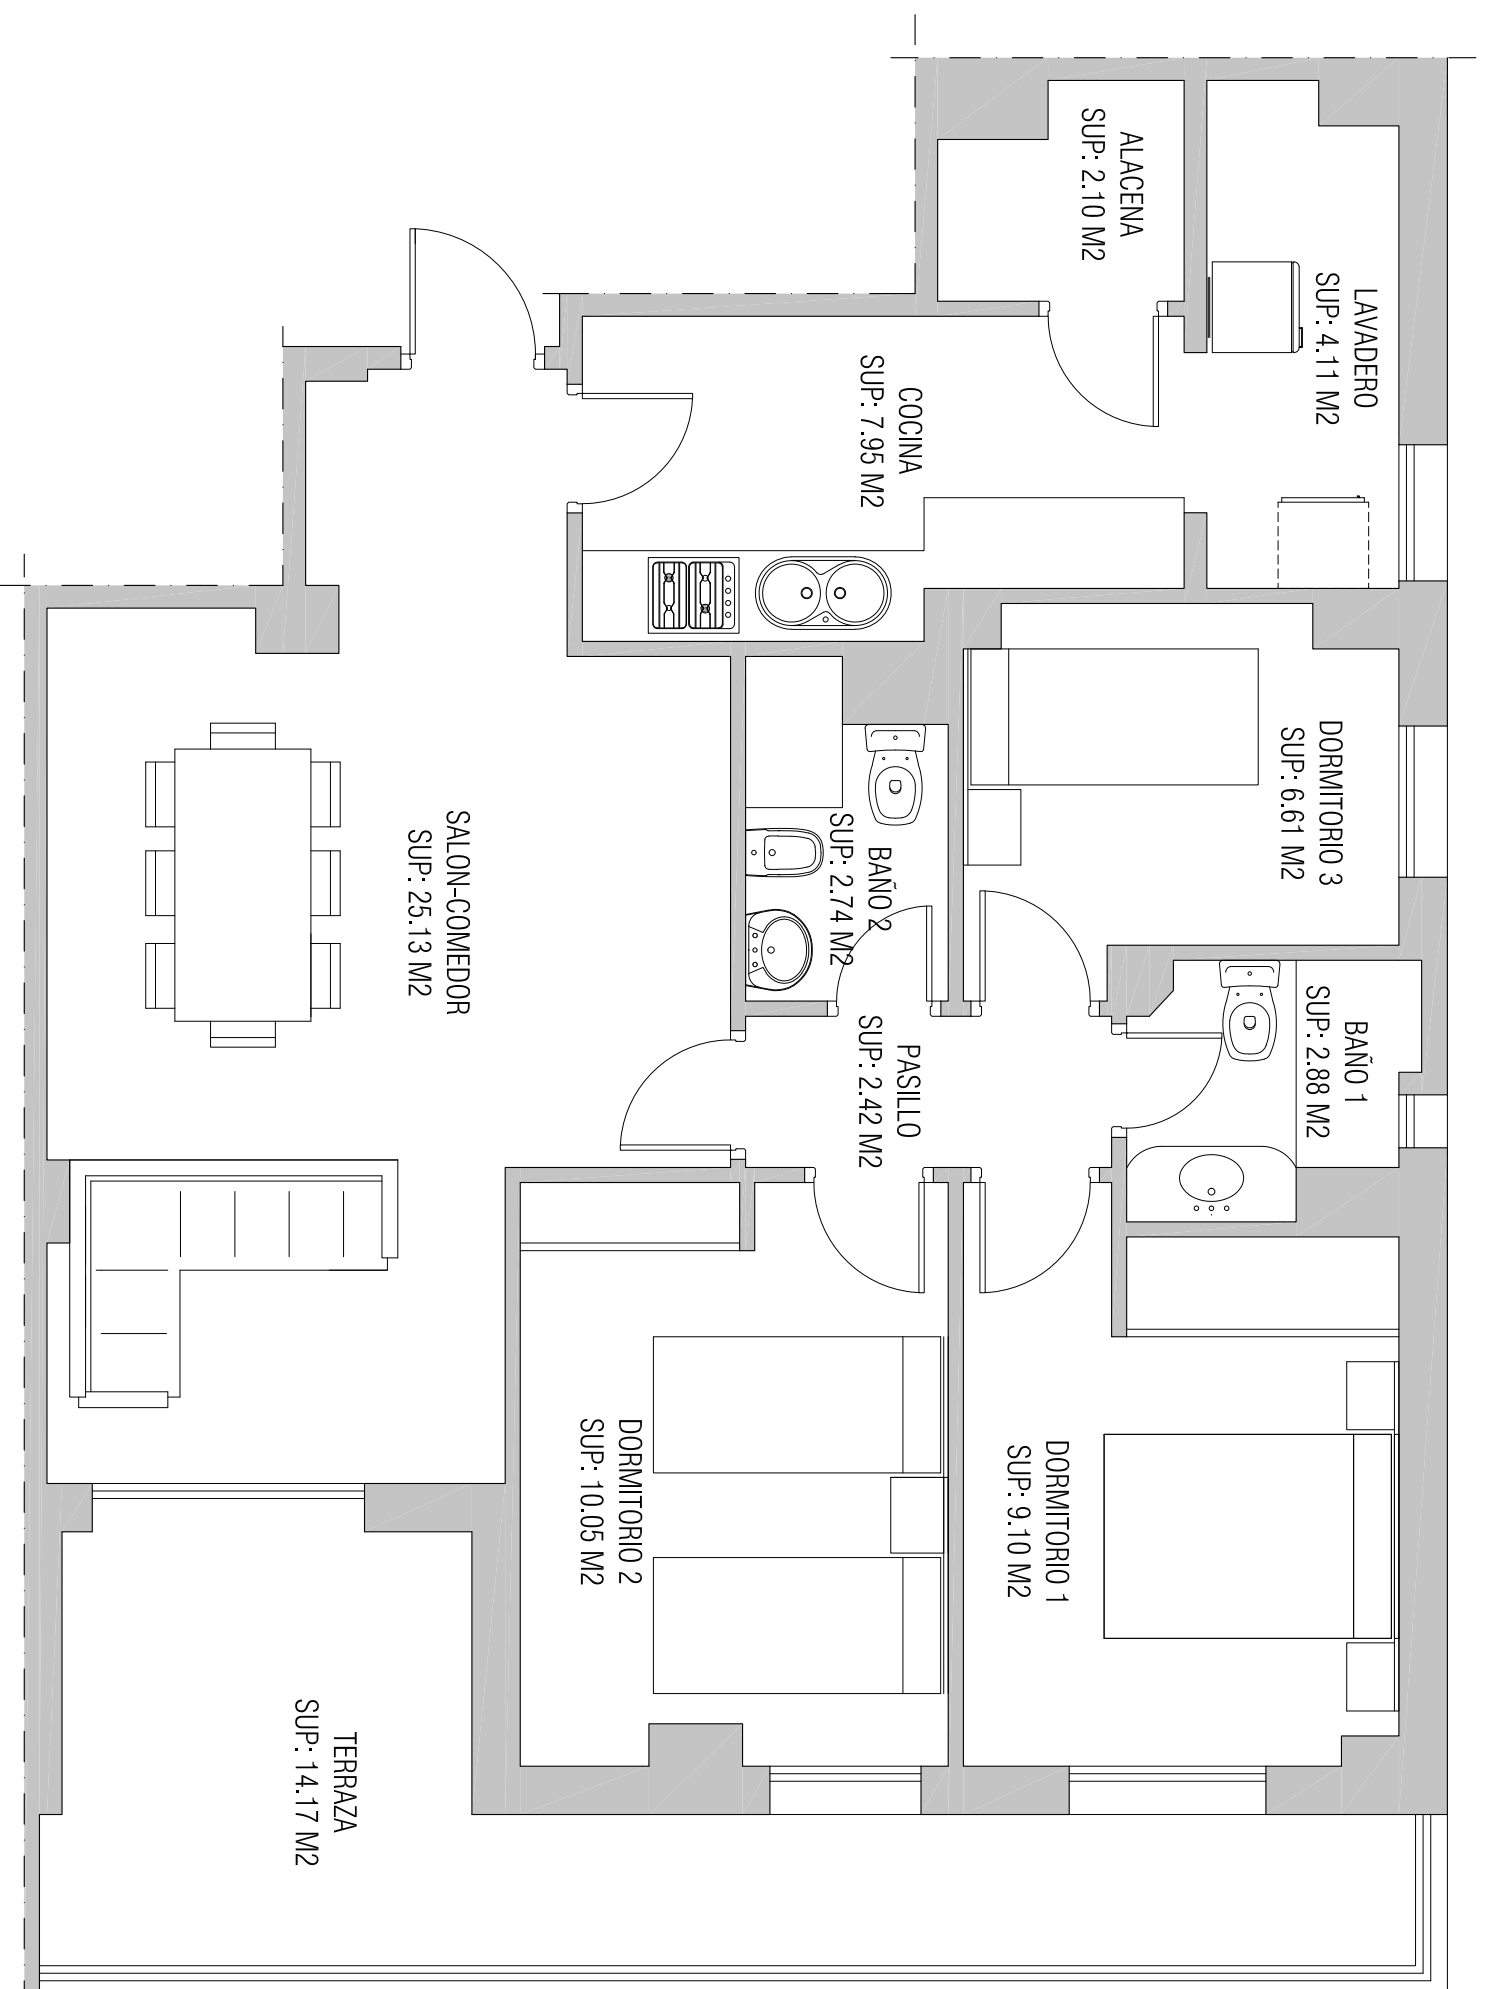 LAVADERO
SUP: 4.11 M2
ALACENA
SUP: 2.10 M2
COCINA
SUP: 7.95 M2
DORMITORIO 3
SUP: 6.61 M2
BAÑO 2
SUP: 2.74 M2
SALON-COMEDOR
SUP: 25.13 M2
BAÑO 1
SUP: 2.88 M2
PASILLO
SUP: 2.42 M2
DORMITORIO 1
SUP: 9.10 M2
DORMITORIO 2
SUP: 10.05 M2
TERRAZA
SUP: 14.17 M2